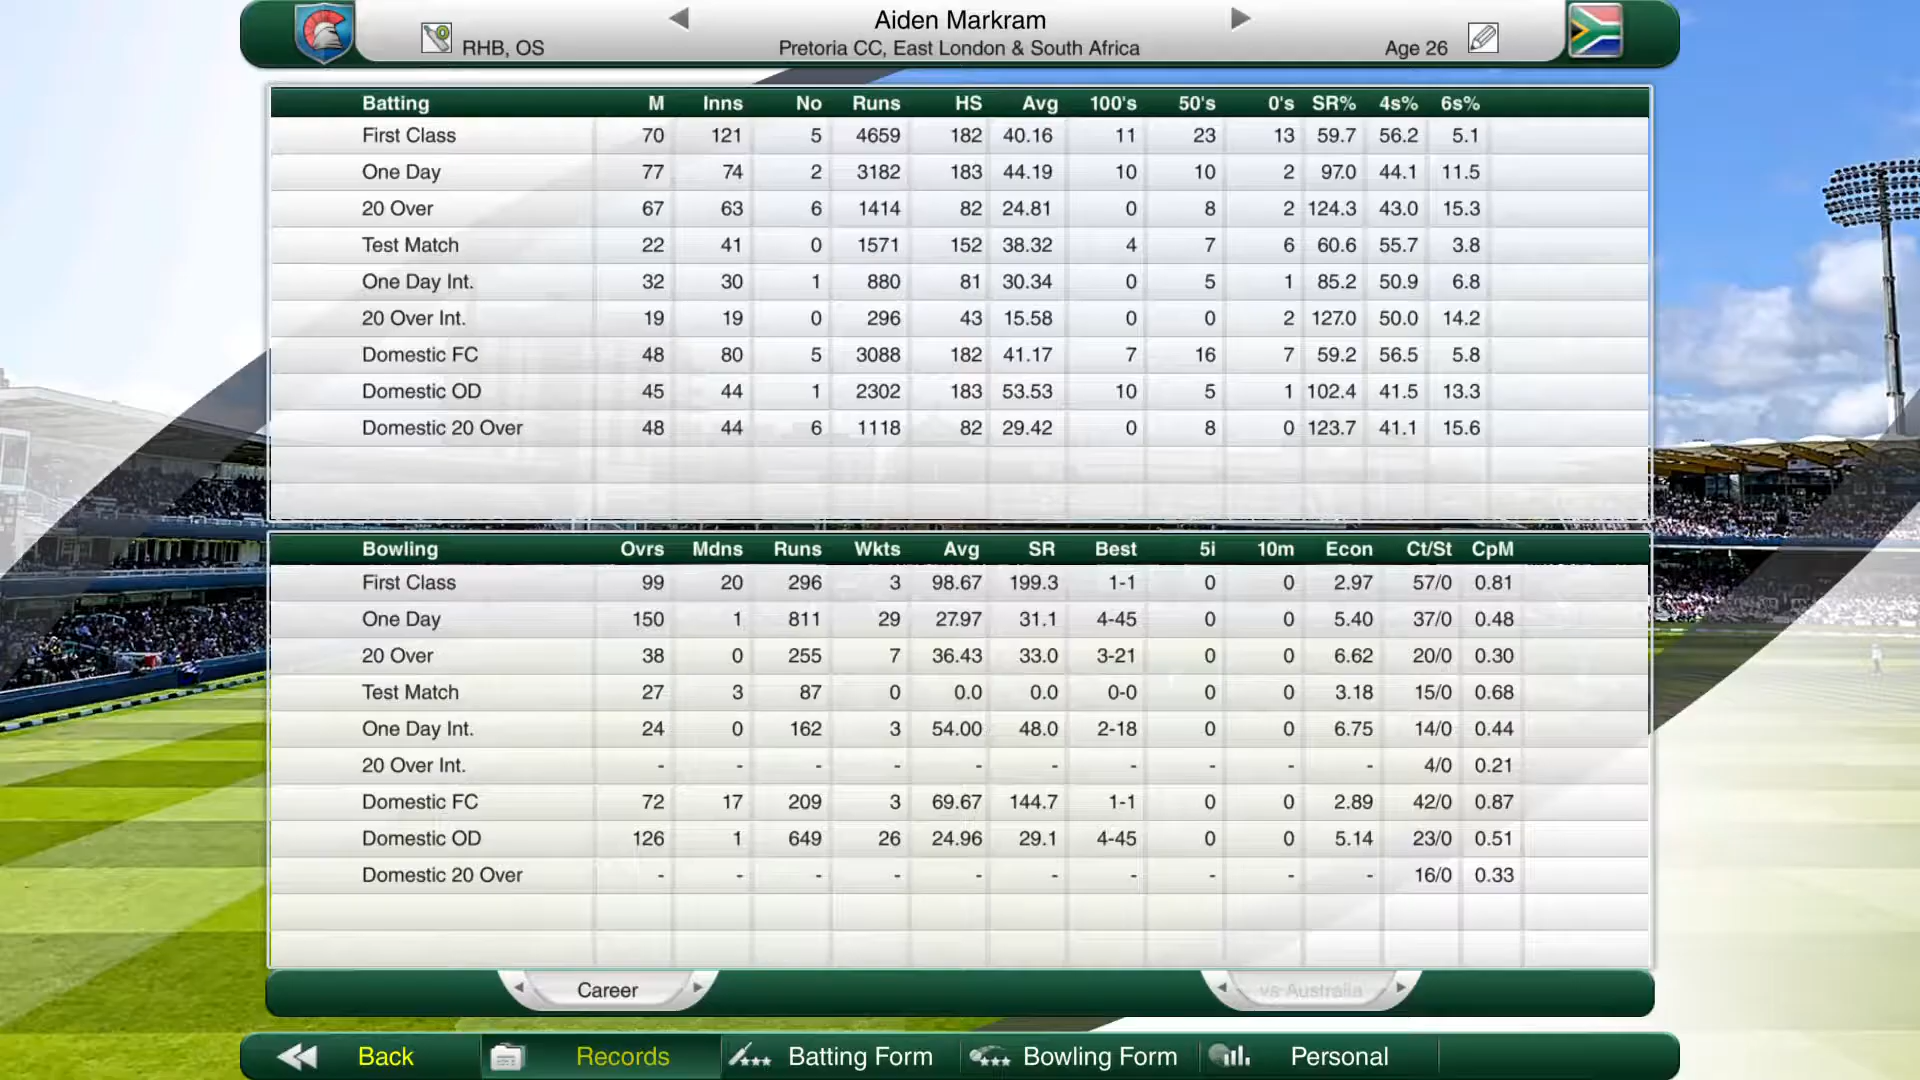 Aiden Markram
RHB, OS
Pretoria CC, East London & South Africa
Age 26
Batting M Inns No Runs HS Avg 100's 50's 0's SR% 4s% 6s%
First Class 70 121 5 4659 182 40.16 11 23 13 59.7 56.2 5.1
One Day 77 74 2 3182 183 44.19 10 10 2 97.0 44.1 11.5
20 Over 67 63 6 1414 82 24.81 0 8 2 124.3 43.0 15.3
Test Match 22 41 0 1571 152 38.32 4 7 6 60.6 55.7 3.8
One Day Int. 32 30 1 880 81 30.34 0 5 1 85.2 50.9 6.8
20 Over Int. 19 19 0 296 43 15.58 0 0 2 127.0 50.0 14.2
Domestic FC 48 80 5 3088 182 41.17 7 16 7 59.2 56.5 5.8
Domestic OD 45 44 1 2302 183 53.53 10 5 1 102.4 41.5 13.3
Domestic 20 Over 48 44 6 1118 82 29.42 0 8 0 123.7 41.1 15.6
Bowling Ovrs Mdns Runs Wkts Avg SR Best 5i 10m Econ Ct/St CpM
First Class 99 20 296 3 98.67 199.3 1-1 0 0 2.97 57/0 0.81
One Day 150 1 811 29 27.97 31.1 4-45 0 0 5.40 37/0 0.48
20 Over 38 0 255 7 36.43 33.0 3-21 0 0 6.62 20/0 0.30
Test Match 27 3 87 0 0.0 0.0 0-0 0 0 3.18 15/0 0.68
One Day Int. 24 0 162 3 54.00 48.0 2-18 0 0 6.75 14/0 0.44
20 Over Int. - - - - - - - - - - 4/0 0.21
Domestic FC 72 17 209 3 69.67 144.7 1-1 0 0 2.89 42/0 0.87
Domestic OD 126 1 649 26 24.96 29.1 4-45 0 0 5.14 23/0 0.51
Domestic 20 Over - - - - - - - - - - 16/0 0.33
Career vs Australia
Back Records Batting Form Bowling Form Personal